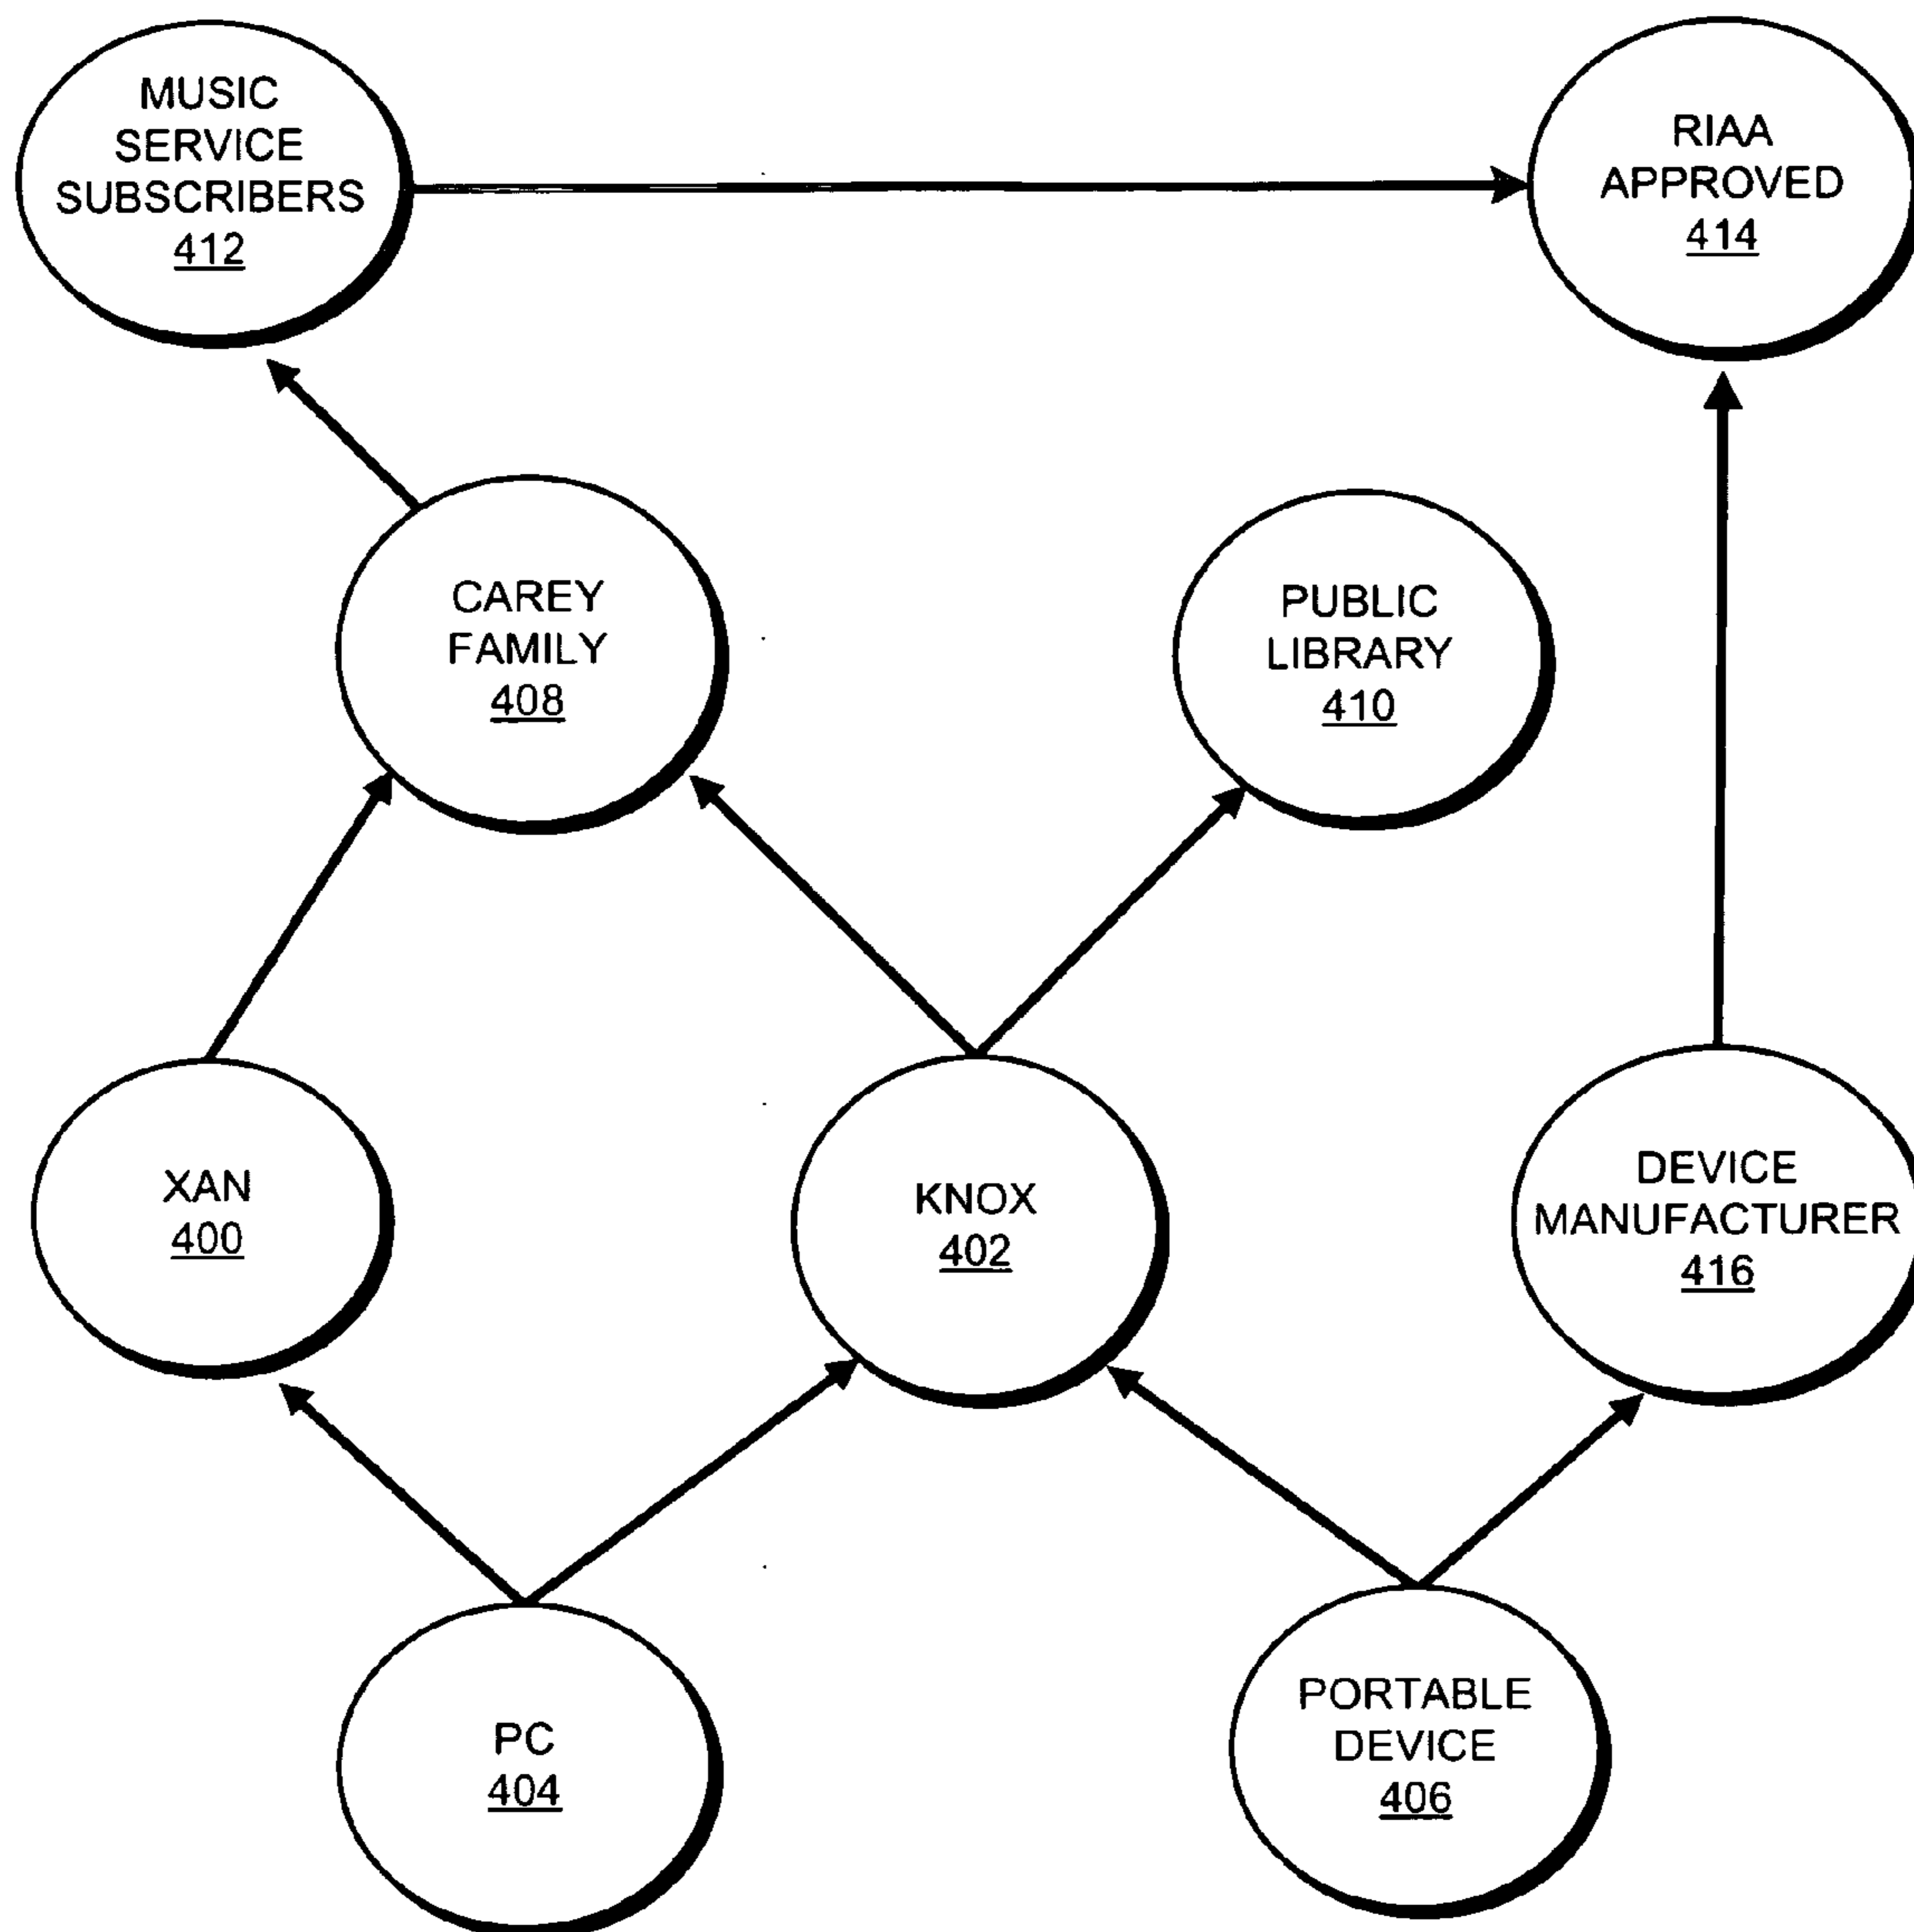 MUSIC
SERVICE
SUBSCRIBERS
412
RIAA
APPROVED
414
CAREY
FAMILY
408
PUBLIC
LIBRARY
410
XAN
400
KNOX
402
DEVICE
MANUFACTURER
416
PC
404
PORTABLE
DEVICE
406